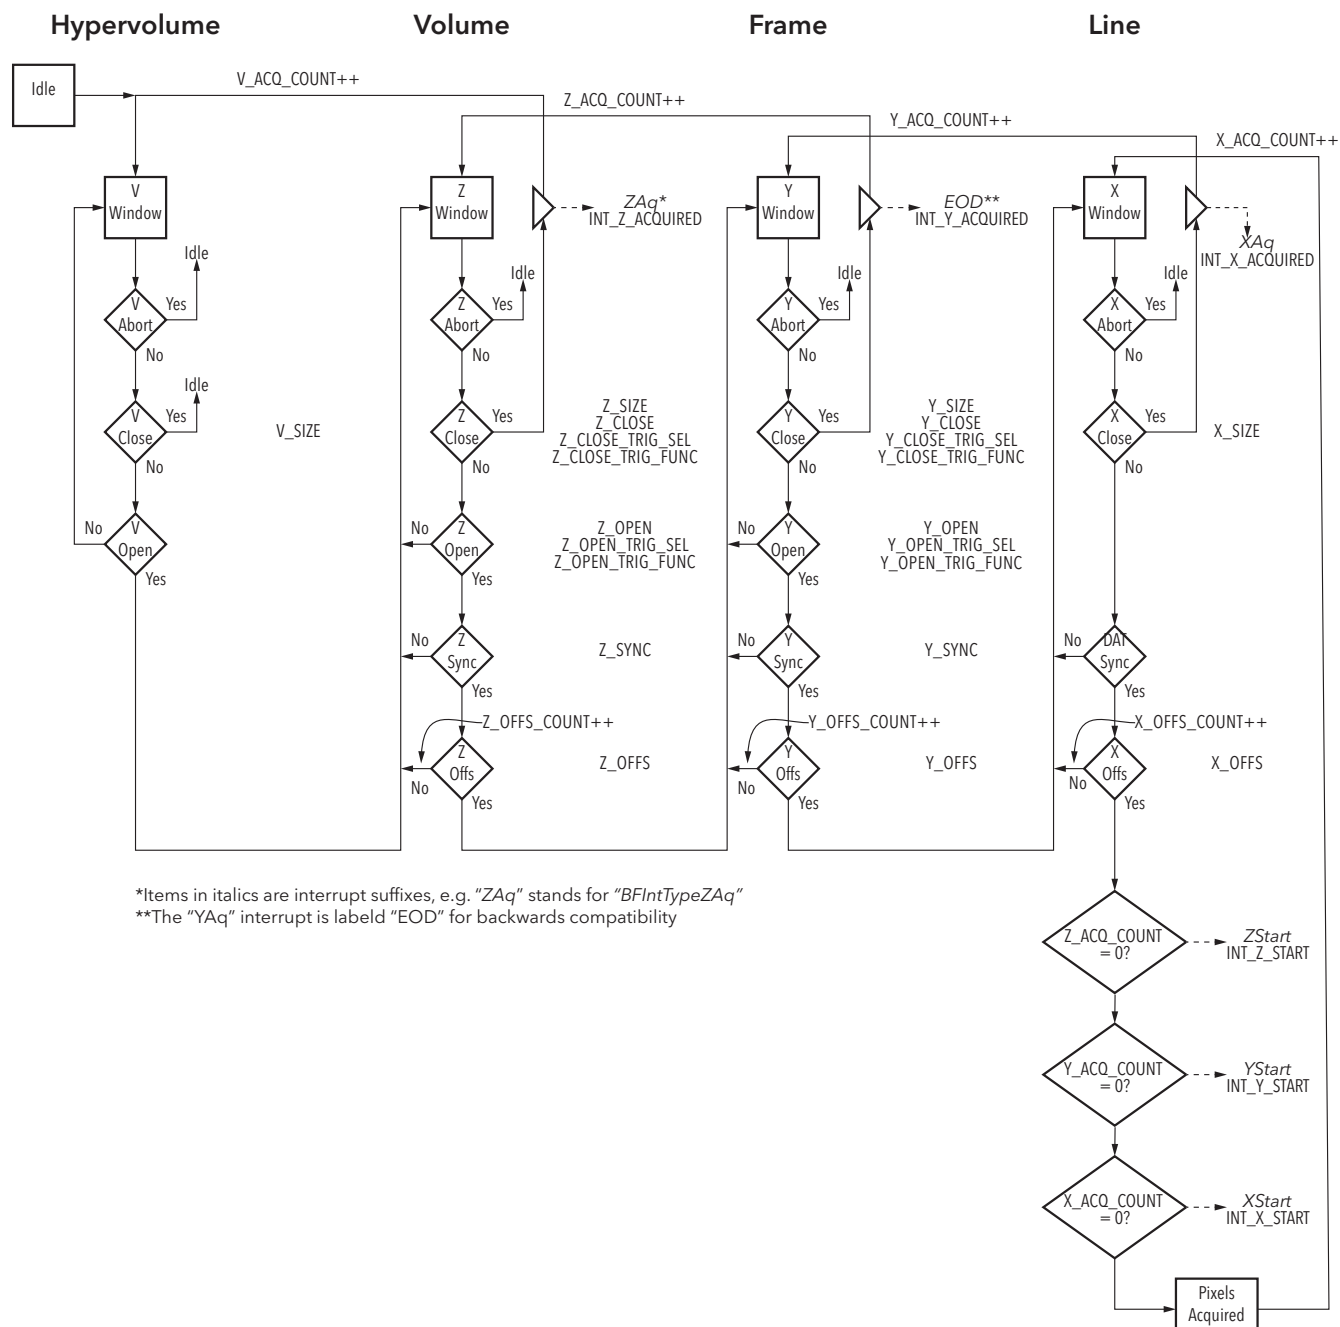 Hypervolume
Volume
Frame
Line
Idle
V_ACQ_COUNT++
Z_ACQ_COUNT++
Y_ACQ_COUNT++
X_ACQ_COUNT++
V
Window
Idle
V
Abort
Yes
No
Idle
V
Close
Yes
No
V_SIZE
V
Open
No
Yes
Z
Window
ZAq*
INT_Z_ACQUIRED
Idle
Z
Abort
Yes
No
Z
Close
Yes
No
Z_SIZE
Z_CLOSE
Z_CLOSE_TRIG_SEL
Z_CLOSE_TRIG_FUNC
Z
Open
No
Yes
Z_OPEN
Z_OPEN_TRIG_SEL
Z_OPEN_TRIG_FUNC
Z
Sync
No
Yes
Z_SYNC
Z_OFFS_COUNT++
Z
Offs
No
Yes
Z_OFFS
Y
Window
EOD**
INT_Y_ACQUIRED
Idle
Y
Abort
Yes
No
Y
Close
Yes
No
Y_SIZE
Y_CLOSE
Y_CLOSE_TRIG_SEL
Y_CLOSE_TRIG_FUNC
Y
Open
No
Yes
Y_OPEN
Y_OPEN_TRIG_SEL
Y_OPEN_TRIG_FUNC
Y
Sync
No
Yes
Y_SYNC
Y_OFFS_COUNT++
Y
Offs
No
Yes
Y_OFFS
X
Window
XAq
INT_X_ACQUIRED
Idle
X
Abort
Yes
No
X
Close
Yes
No
X_SIZE
DAT
Sync
No
Yes
X_OFFS_COUNT++
X
Offs
No
Yes
X_OFFS
*Items in italics are interrupt suffixes, e.g. “ZAq” stands for “BFIntTypeZAq”
**The “YAq” interrupt is labeld “EOD” for backwards compatibility
Z_ACQ_COUNT
= 0?
ZStart
INT_Z_START
Y_ACQ_COUNT
= 0?
YStart
INT_Y_START
X_ACQ_COUNT
= 0?
XStart
INT_X_START
Pixels
Acquired